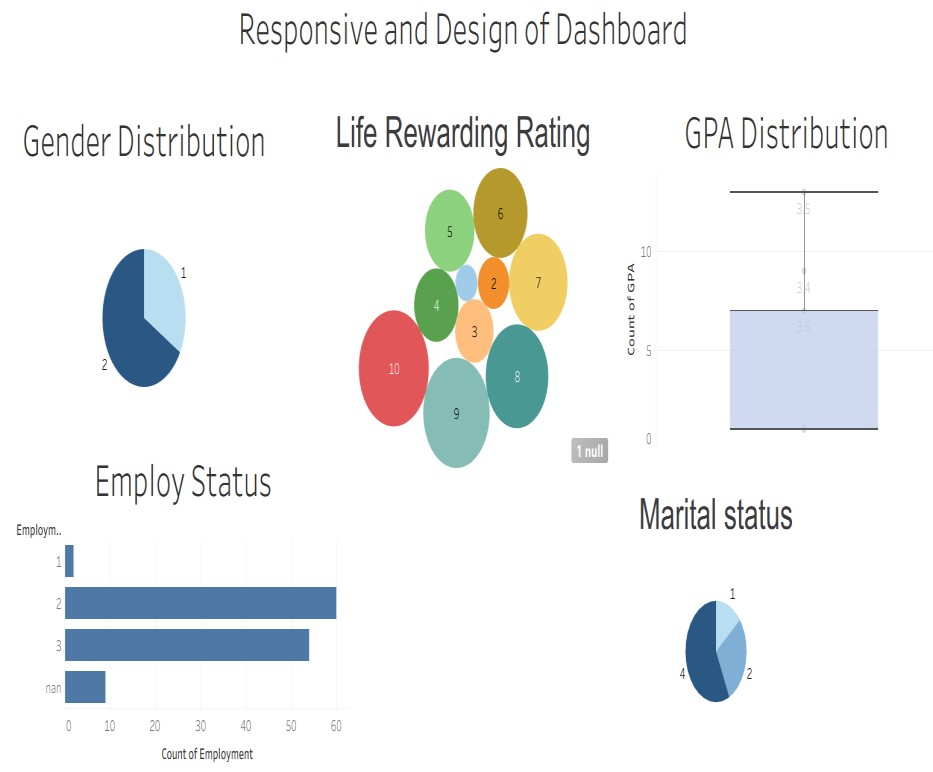 Responsive and Design of Dashboard
Gender Distribution
1
2
Life Rewarding Rating
6
5
7
2
4
3
10
8
9
1 null
GPA Distribution
Count of GPA
10
5
0
3.5
3.4
3.6
Employ Status
Employm..
1
2
3
nan
0 10 20 30 40 50 60
Count of Employment
Marital status
1
2
4